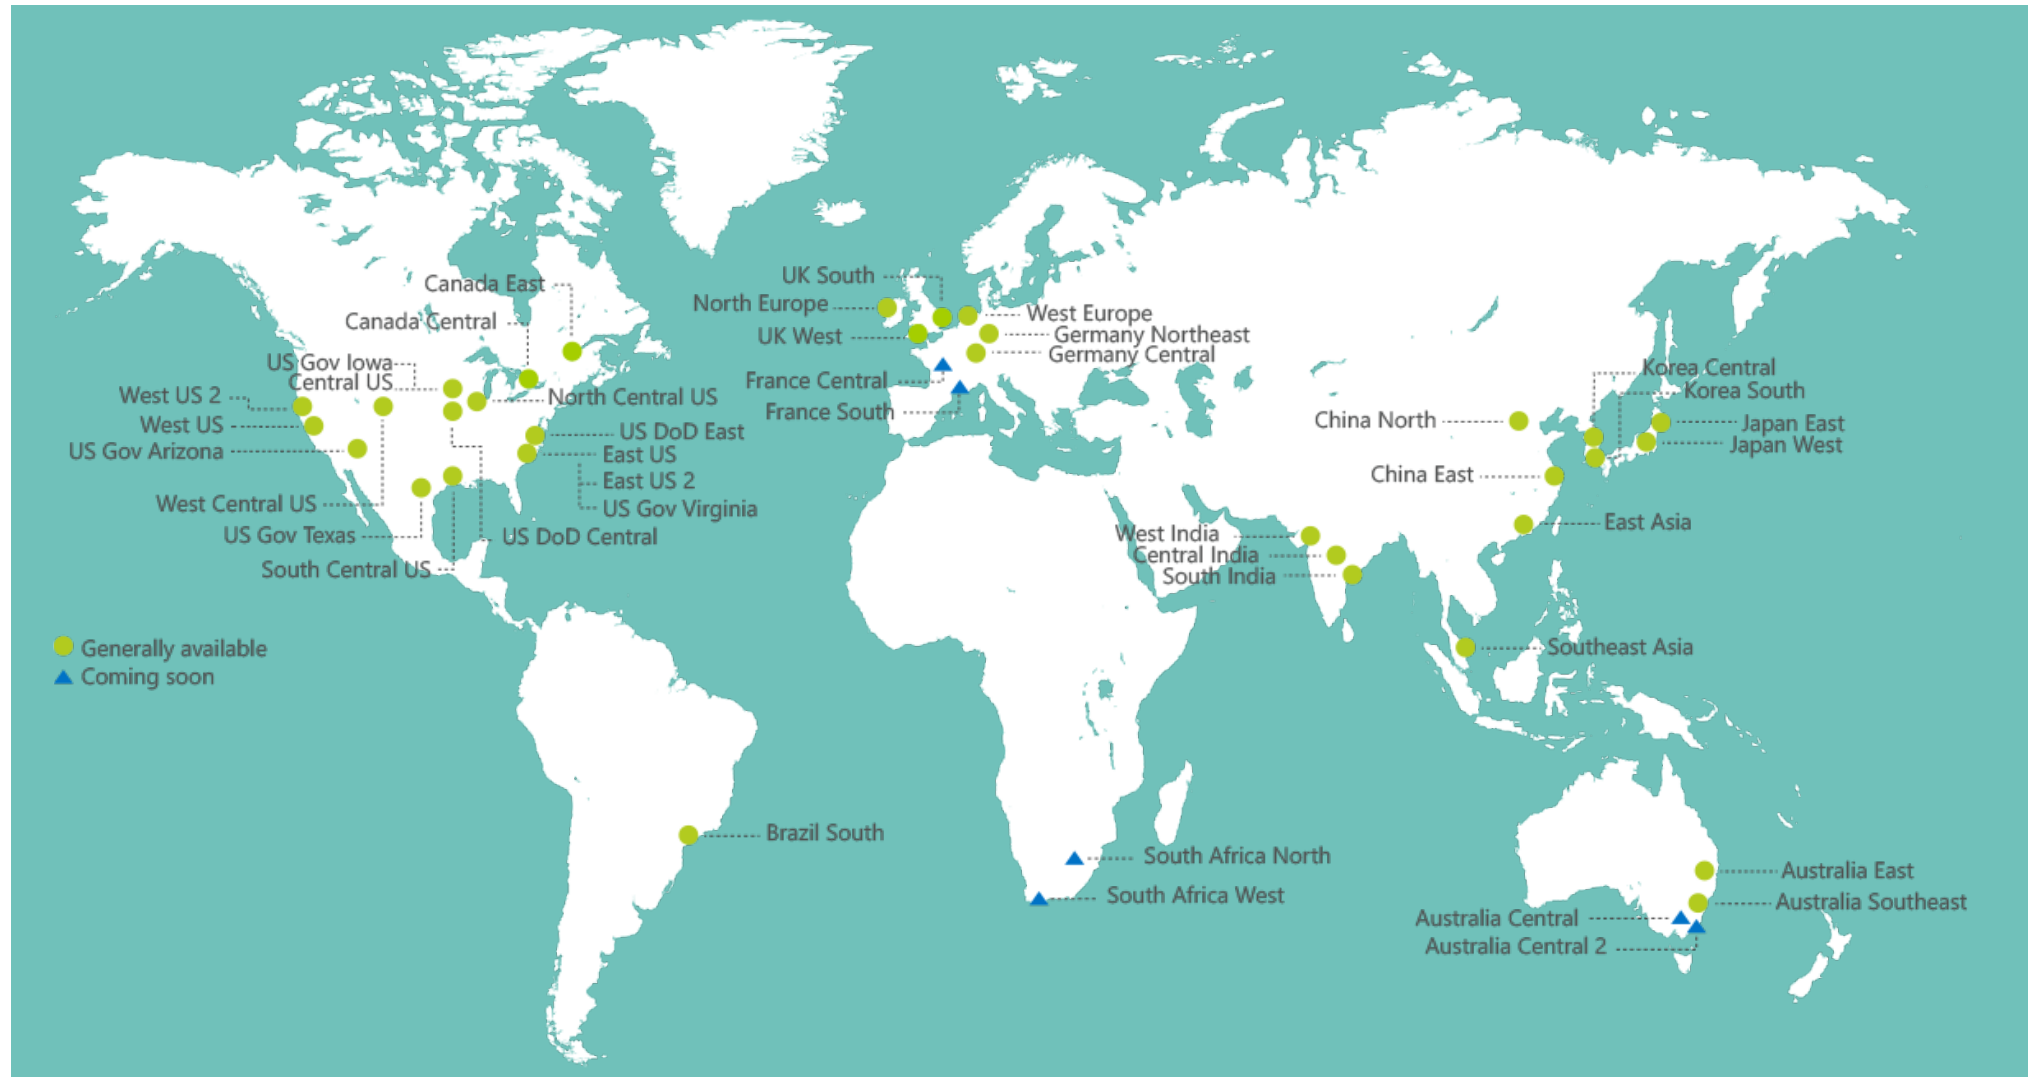 UK South
Canada East
North Europe
West Europe
Canada Central
UK West
Germany Northeast
Germany Central
US Gov Iowa
Central US
France Central
Korea Central
Korea South
West US 2
North Central US
France South
West US
US DoD East
China North
Japan East
US Gov Arizona
East US
Japan West
East US 2
China East
West Central US
US Gov Virginia
East Asia
US Gov Texas
US DoD Central
West India
Central India
South Central US
South India
Generally available
Southeast Asia
Coming soon
Brazil South
South Africa North
Australia East
South Africa West
Australia Southeast
Australia Central
Australia Central 2